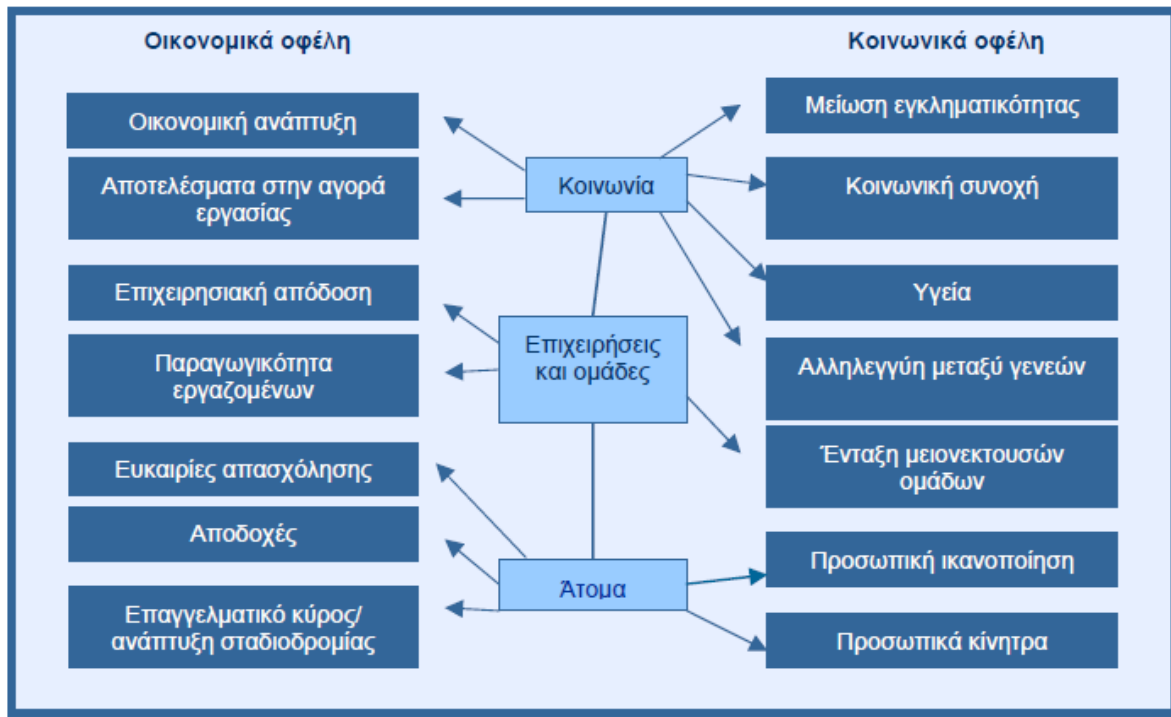 Οικονομικά οφέλη
Κοινωνικά οφέλη
Οικονομική ανάπτυξη
Αποτελέσματα στην αγορά
εργασίας
Επιχειρησιακή απόδοση
Παραγωγικότητα
εργαζομένων
Ευκαιρίες απασχόλησης
Αποδοχές
Επαγγελματικό κύρος/
ανάπτυξη σταδιοδρομίας
Κοινωνία
Επιχειρήσεις
και ομάδες
Άτομα
Μείωση εγκληματικότητας
Κοινωνική συνοχή
Υγεία
Αλληλεγγύη μεταξύ γενεών
Ένταξη μειονεκτουσών
ομάδων
Προσωπική ικανοποίηση
Προσωπικά κίνητρα